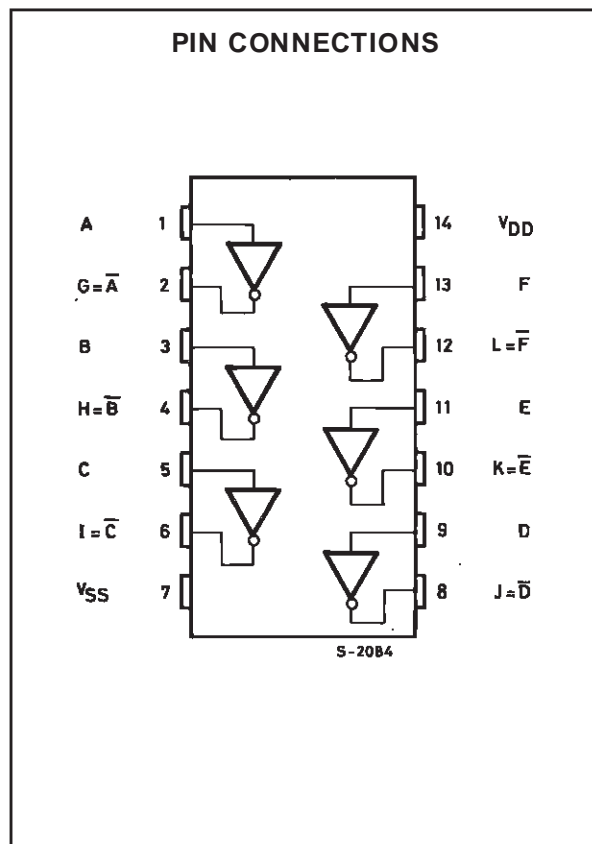 PIN CONNECTIONS
A 1 14 VDD
G=A̅ 2 13 F
B 3 12 L=F̅
H=B̅ 4 11 E
C 5 10 K=E̅
I=C̅ 6 9 D
VSS 7 8 J=D̅
S-2084